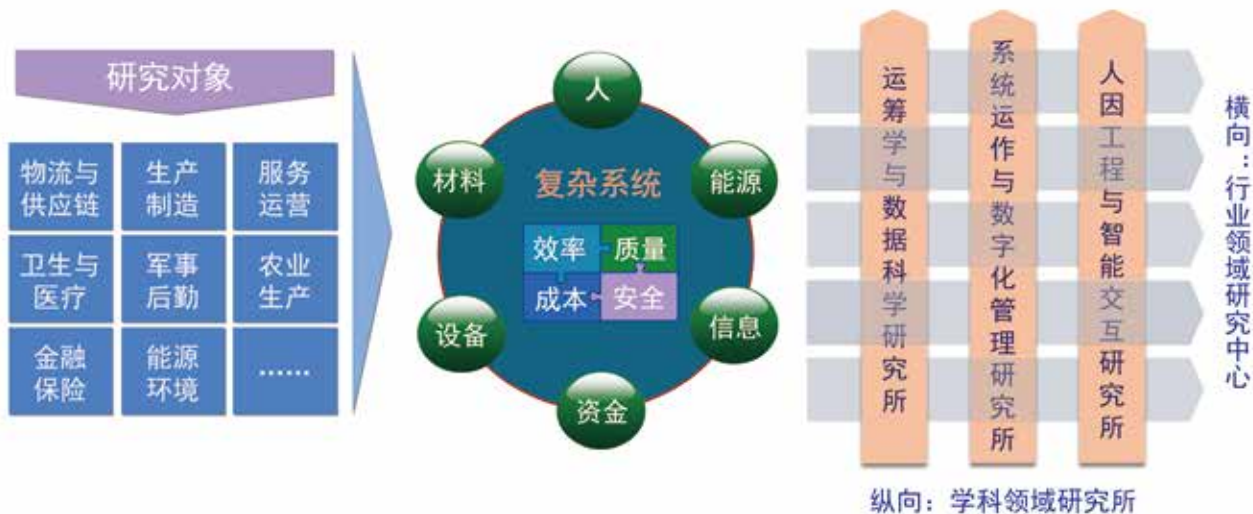 研究对象
物流与
供应链
生产
制造
服务
运营
卫生与
医疗
军事
后勤
农业
生产
金融
保险
能源
环境
……
人
材料
能源
复杂系统
效率
质量
成本
安全
设备
信息
资金
运筹学与数据科学研究所
系统运作与数字化管理研究所
人因工程与智能交互研究所
横向：行业领域研究中心
纵向：学科领域研究所